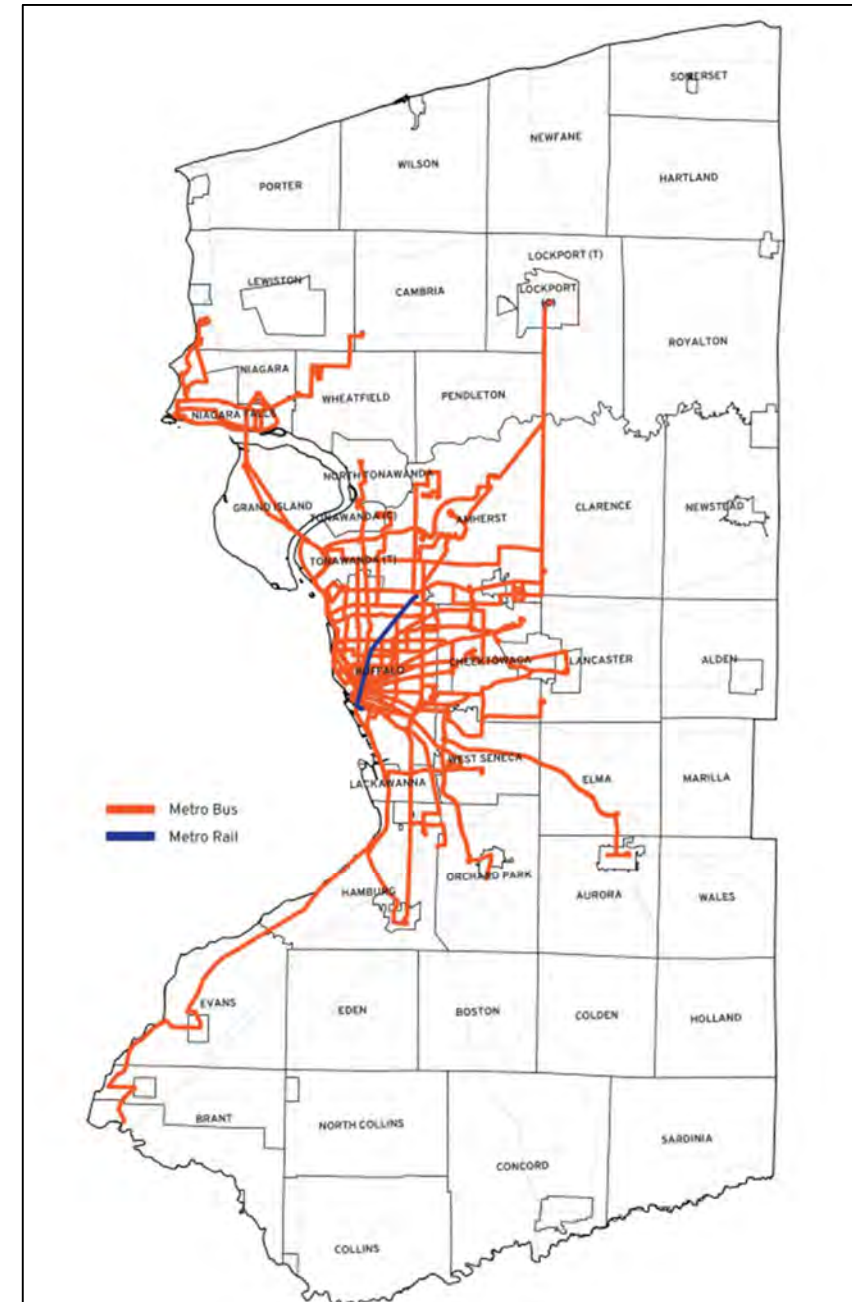 SOMERSET
NEWFANE
WILSON
HARTLAND
PORTER
LOCKPORT (T)
LEWISTON
LOCKPORT
(C)
CAMBRIA
ROYALTON
NIAGARA
WHEATFIELD
PENDLETON
NIAGARA FALLS
NORTH TONAWANDA
GRAND ISLAND
CLARENCE
NEWSTEAD
TONAWANDA (C)
AMHERST
TONAWANDA (T)
CHEEKTOWAGA
LANCASTER
ALDEN
BUFFALO
WEST SENECA
ELMA
MARILLA
LACKAWANNA
Metro Bus
Metro Rail
ORCHARD PARK
HAMBURG
AURORA
WALES
EVANS
EDEN
BOSTON
COLDEN
HOLLAND
BRANT
NORTH COLLINS
SARDINIA
CONCORD
COLLINS